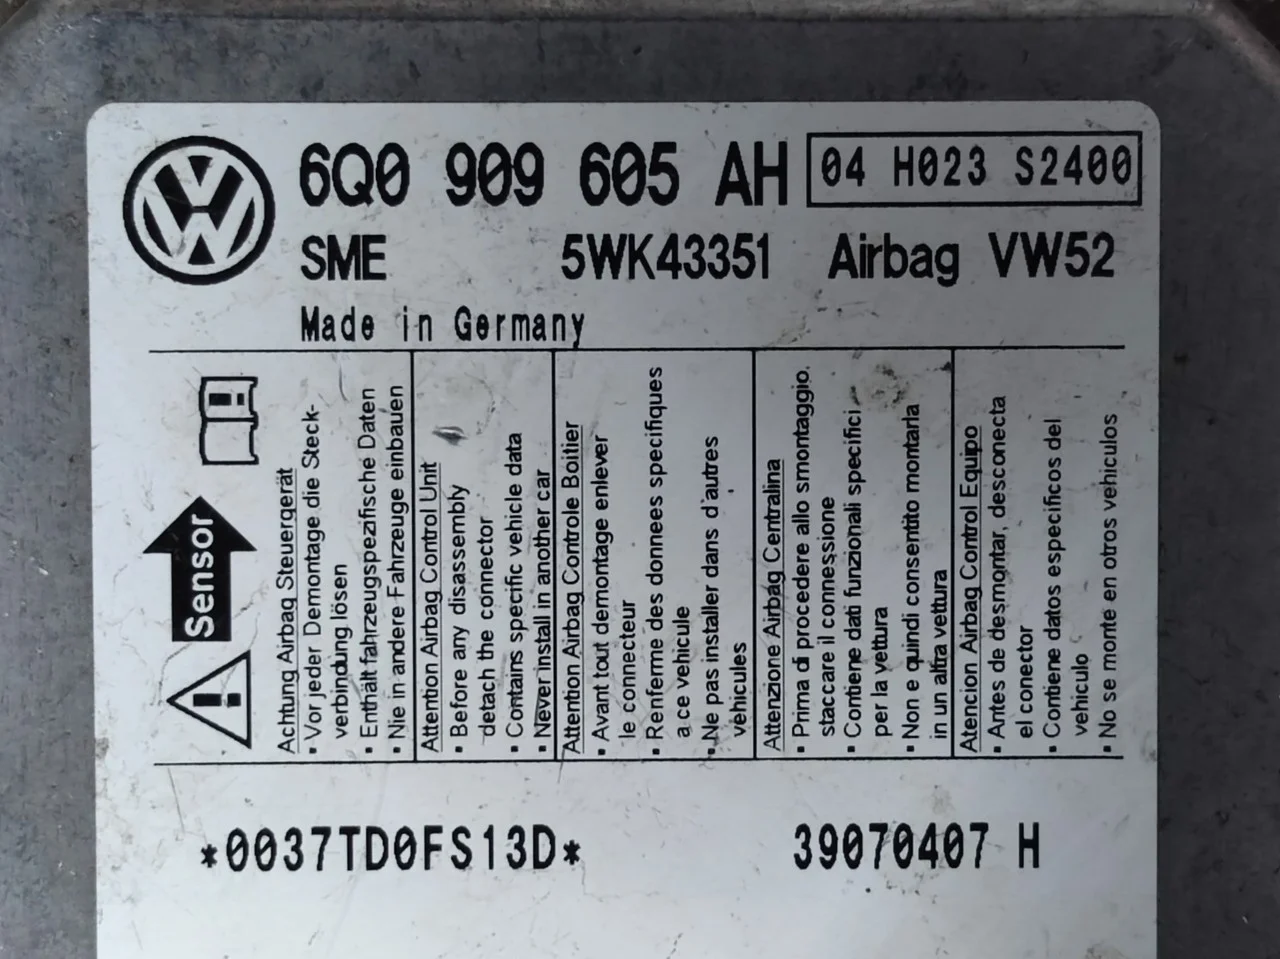 6Q0 909 605 AH
04 H023 S2400
SME 5WK43351 Airbag VW52
Made in Germany
Sensor
Achtung Airbag Steuergerät
• Vor jeder Demontage die Steck-
verbindung lösen
• Enthält fahrzeugspezifische Daten
• Nie in andere Fahrzeuge einbauen
Attention Airbag Control Unit
• Before any disassembly
detach the connector
• Contains specific vehicle data
• Never install in another car
Attention Airbag Controle Boitier
• Avant tout demontage enlever
le connecteur
• Renferme des donnees specifiques
a ce vehicule
• Ne pas installer dans d'autres
vehicules
Attenzione Airbag Centralina
• Prima di procedere allo smontaggio,
staccare il connessione
• Contiene dati funzionali specifici
per la vettura
• Non e quindi consentito montarla
in un altra vettura
Atencion Airbag Control Equipo
• Antes de desmontar, desconecta
el conector
• Contiene datos especificos del
vehiculo
• No se monte en otros vehiculos
*0037TD0FS13D*
39070407 H